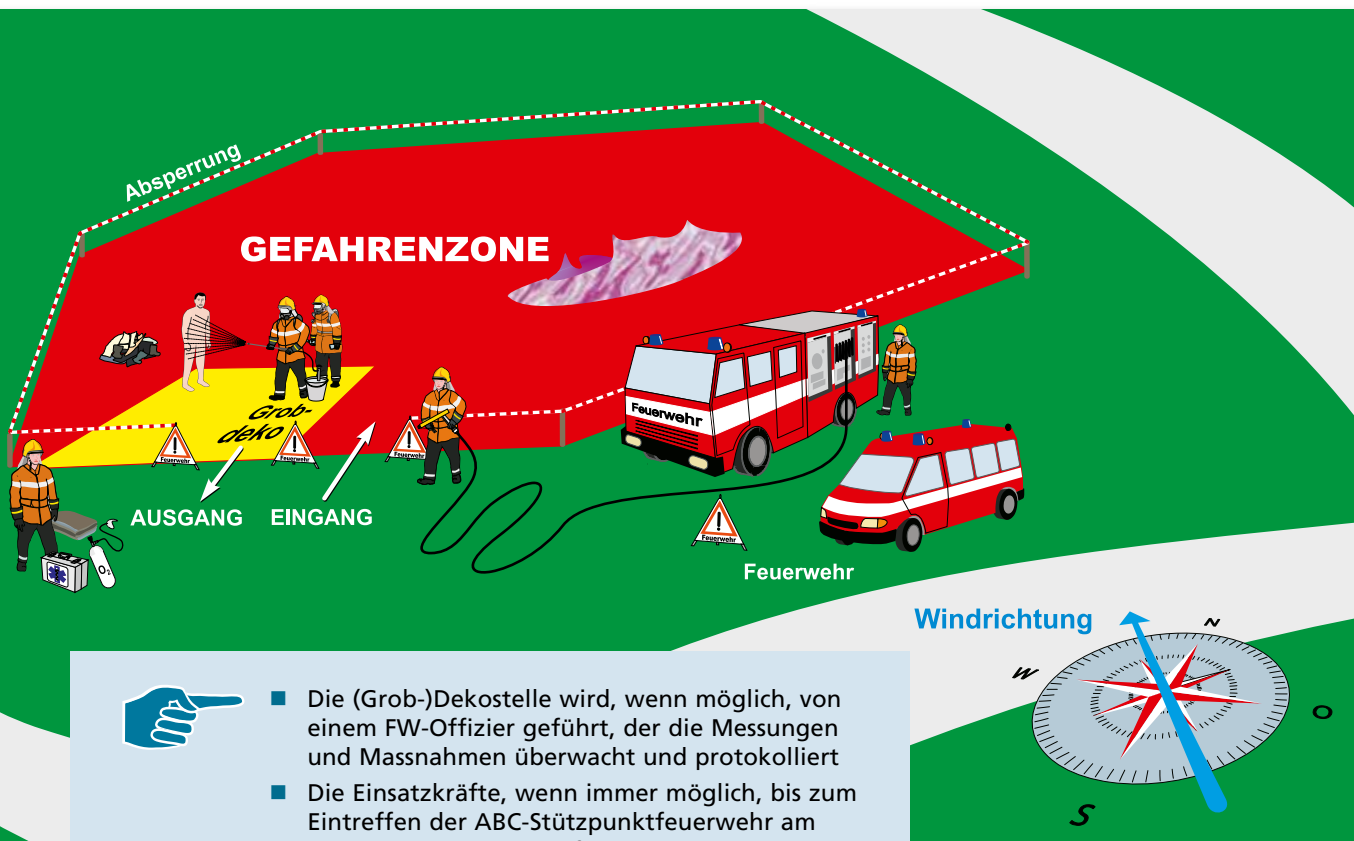 Absperrung
GEFAHRENZONE
Grob-
deko
Feuerwehr
Feuerwehr
Feuerwehr
Feuerwehr
AUSGANG EINGANG
O₂
Feuerwehr
Feuerwehr
Windrichtung
N
W
O
S
■ Die (Grob-)Dekostelle wird, wenn möglich, von
einem FW-Offizier geführt, der die Messungen
und Massnahmen überwacht und protokolliert
■ Die Einsatzkräfte, wenn immer möglich, bis zum
Eintreffen der ABC-Stützpunktfeuerwehr am